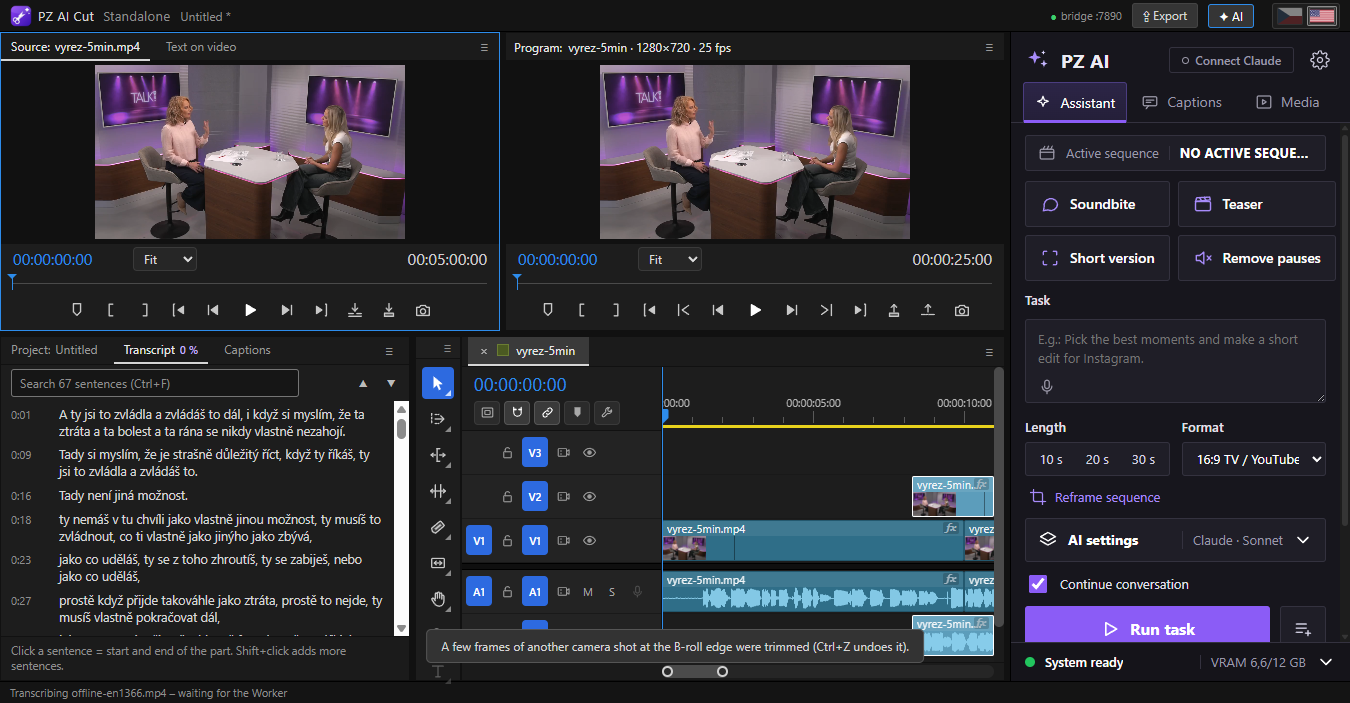 PZ AI Cut Standalone Untitled *
bridge :7890 Export AI
Source: vyrez-5min.mp4 Text on video
TALK!
00:00:00:00 Fit 00:05:00:00
Program: vyrez-5min · 1280×720 · 25 fps
TALK!
00:00:00:00 Fit 00:00:25:00
Project: Untitled Transcript 0 % Captions
Search 67 sentences (Ctrl+F)
0:01 A ty jsi to zvládla a zvládáš to dál, i když si myslím, že ta
ztráta a ta bolest a ta rána se nikdy vlastně nezahojí.
0:09 Tady si myslím, že je strašně důležitý říct, když ty říkáš, ty
jsi to zvládla a zvládáš to.
0:16 Tady není jiná možnost.
0:18 ty nemáš v tu chvíli jako vlastně jinou možnost, ty musíš to
zvládnout, co ti vlastně jinýho jako zbývá,
0:23 jako co uděláš, ty se z toho zhroutíš, ty se zabiješ, nebo
jako co uděláš,
0:27 prostě když přijde takováhle jako ztráta, prostě to nejde, ty
musíš vlastně pokračovat dál,
Click a sentence = start and end of the part. Shift+click adds more
sentences.
× vyrez-5min
00:00:00:00
:00:00 00:00:05:00 00:00:10:00
V3
V2
vyrez-5min. fx
V1 V1
vyrez-5min.mp4 fx vyrez
A1 A1 M S
vyrez-5min.mp4 fx vyrez
vyrez-5min. fx
A few frames of another camera shot at the B-roll edge were trimmed (Ctrl+Z undoes it).
PZ AI Connect Claude
Assistant Captions Media
Active sequence NO ACTIVE SEQUE...
Soundbite Teaser
Short version Remove pauses
Task
E.g.: Pick the best moments and make a short
edit for Instagram.
Length Format
10 s 20 s 30 s 16:9 TV / YouTube
Reframe sequence
AI settings Claude · Sonnet
Continue conversation
Run task
System ready VRAM 6,6/12 GB
Transcribing offline-en1366.mp4 – waiting for the Worker